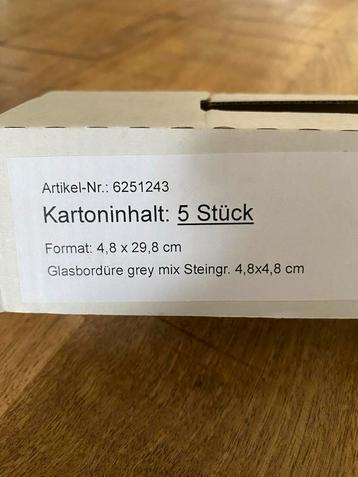 Artikel-Nr.: 6251243
Kartoninhalt: 5 Stück
Format: 4,8 x 29,8 cm
Glasbordüre grey mix Steingr. 4,8x4,8 cm